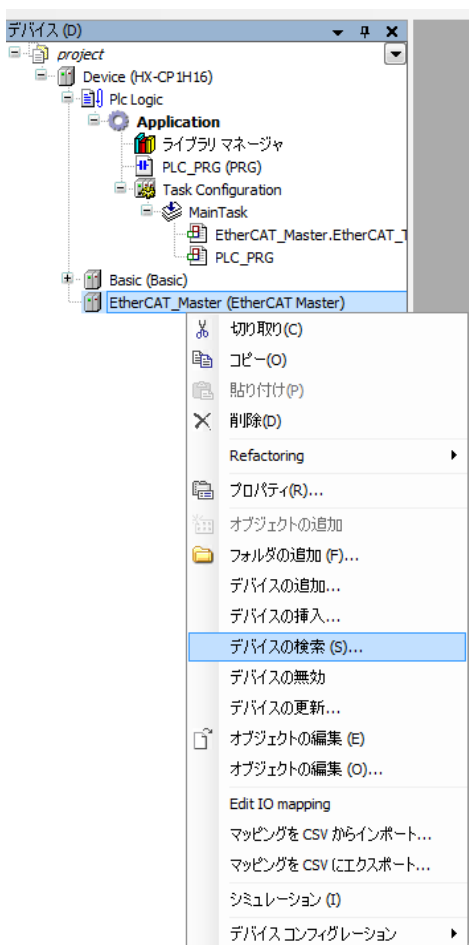 デバイス (D)
project
Device (HX-CP1H16)
Plc Logic
Application
ライブラリ マネージャ
PLC_PRG (PRG)
Task Configuration
MainTask
EtherCAT_Master.EtherCAT_T
PLC_PRG
Basic (Basic)
EtherCAT_Master (EtherCAT Master)
切り取り(C)
コピー(O)
貼り付け(P)
削除(D)
Refactoring
プロパティ(R)...
オブジェクトの追加
フォルダの追加 (F)...
デバイスの追加...
デバイスの挿入...
デバイスの検索 (S)...
デバイスの無効
デバイスの更新...
オブジェクトの編集 (E)
オブジェクトの編集 (O)...
Edit IO mapping
マッピングを CSV からインポート...
マッピングを CSV にエクスポート...
シミュレーション (I)
デバイス コンフィグレーション